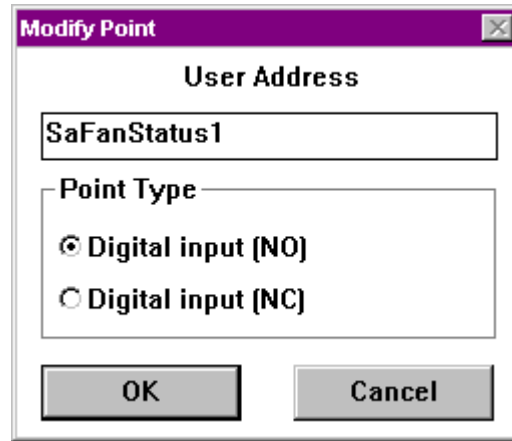 Modify Point
User Address
SaFanStatus1
Point Type
Digital input (NO)
Digital input (NC)
OK
Cancel